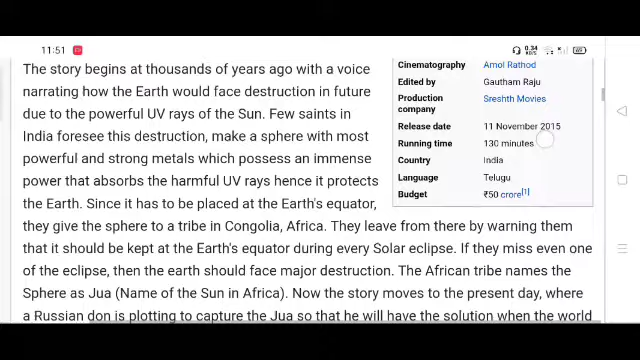 11:51
0.34
KB/S
The story begins at thousands of years ago with a voice
narrating how the Earth would face destruction in future
due to the powerful UV rays of the Sun. Few saints in
India foresee this destruction, make a sphere with most
powerful and strong metals which possess an immense
power that absorbs the harmful UV rays hence it protects
the Earth. Since it has to be placed at the Earth's equator,
they give the sphere to a tribe in Congolia, Africa. They leave from there by warning them
that it should be kept at the Earth's equator during every Solar eclipse. If they miss even one
of the eclipse, then the earth should face major destruction. The African tribe names the
Sphere as Jua (Name of the Sun in Africa). Now the story moves to the present day, where
a Russian don is plotting to capture the Jua so that he will have the solution when the world
Cinematography Amol Rathod
Edited by Gautham Raju
Production company Sreshth Movies
Release date 11 November 2015
Running time 130 minutes
Country India
Language Telugu
Budget ₹50 crore[1]